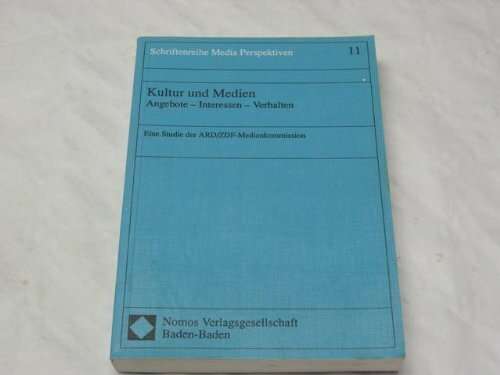 Schriftenreihe Media Perspektiven 11
Kultur und Medien
Angebote – Interessen – Verhalten
Eine Studie der ARD/ZDF-Medienkommission
Nomos Verlagsgesellschaft
Baden-Baden